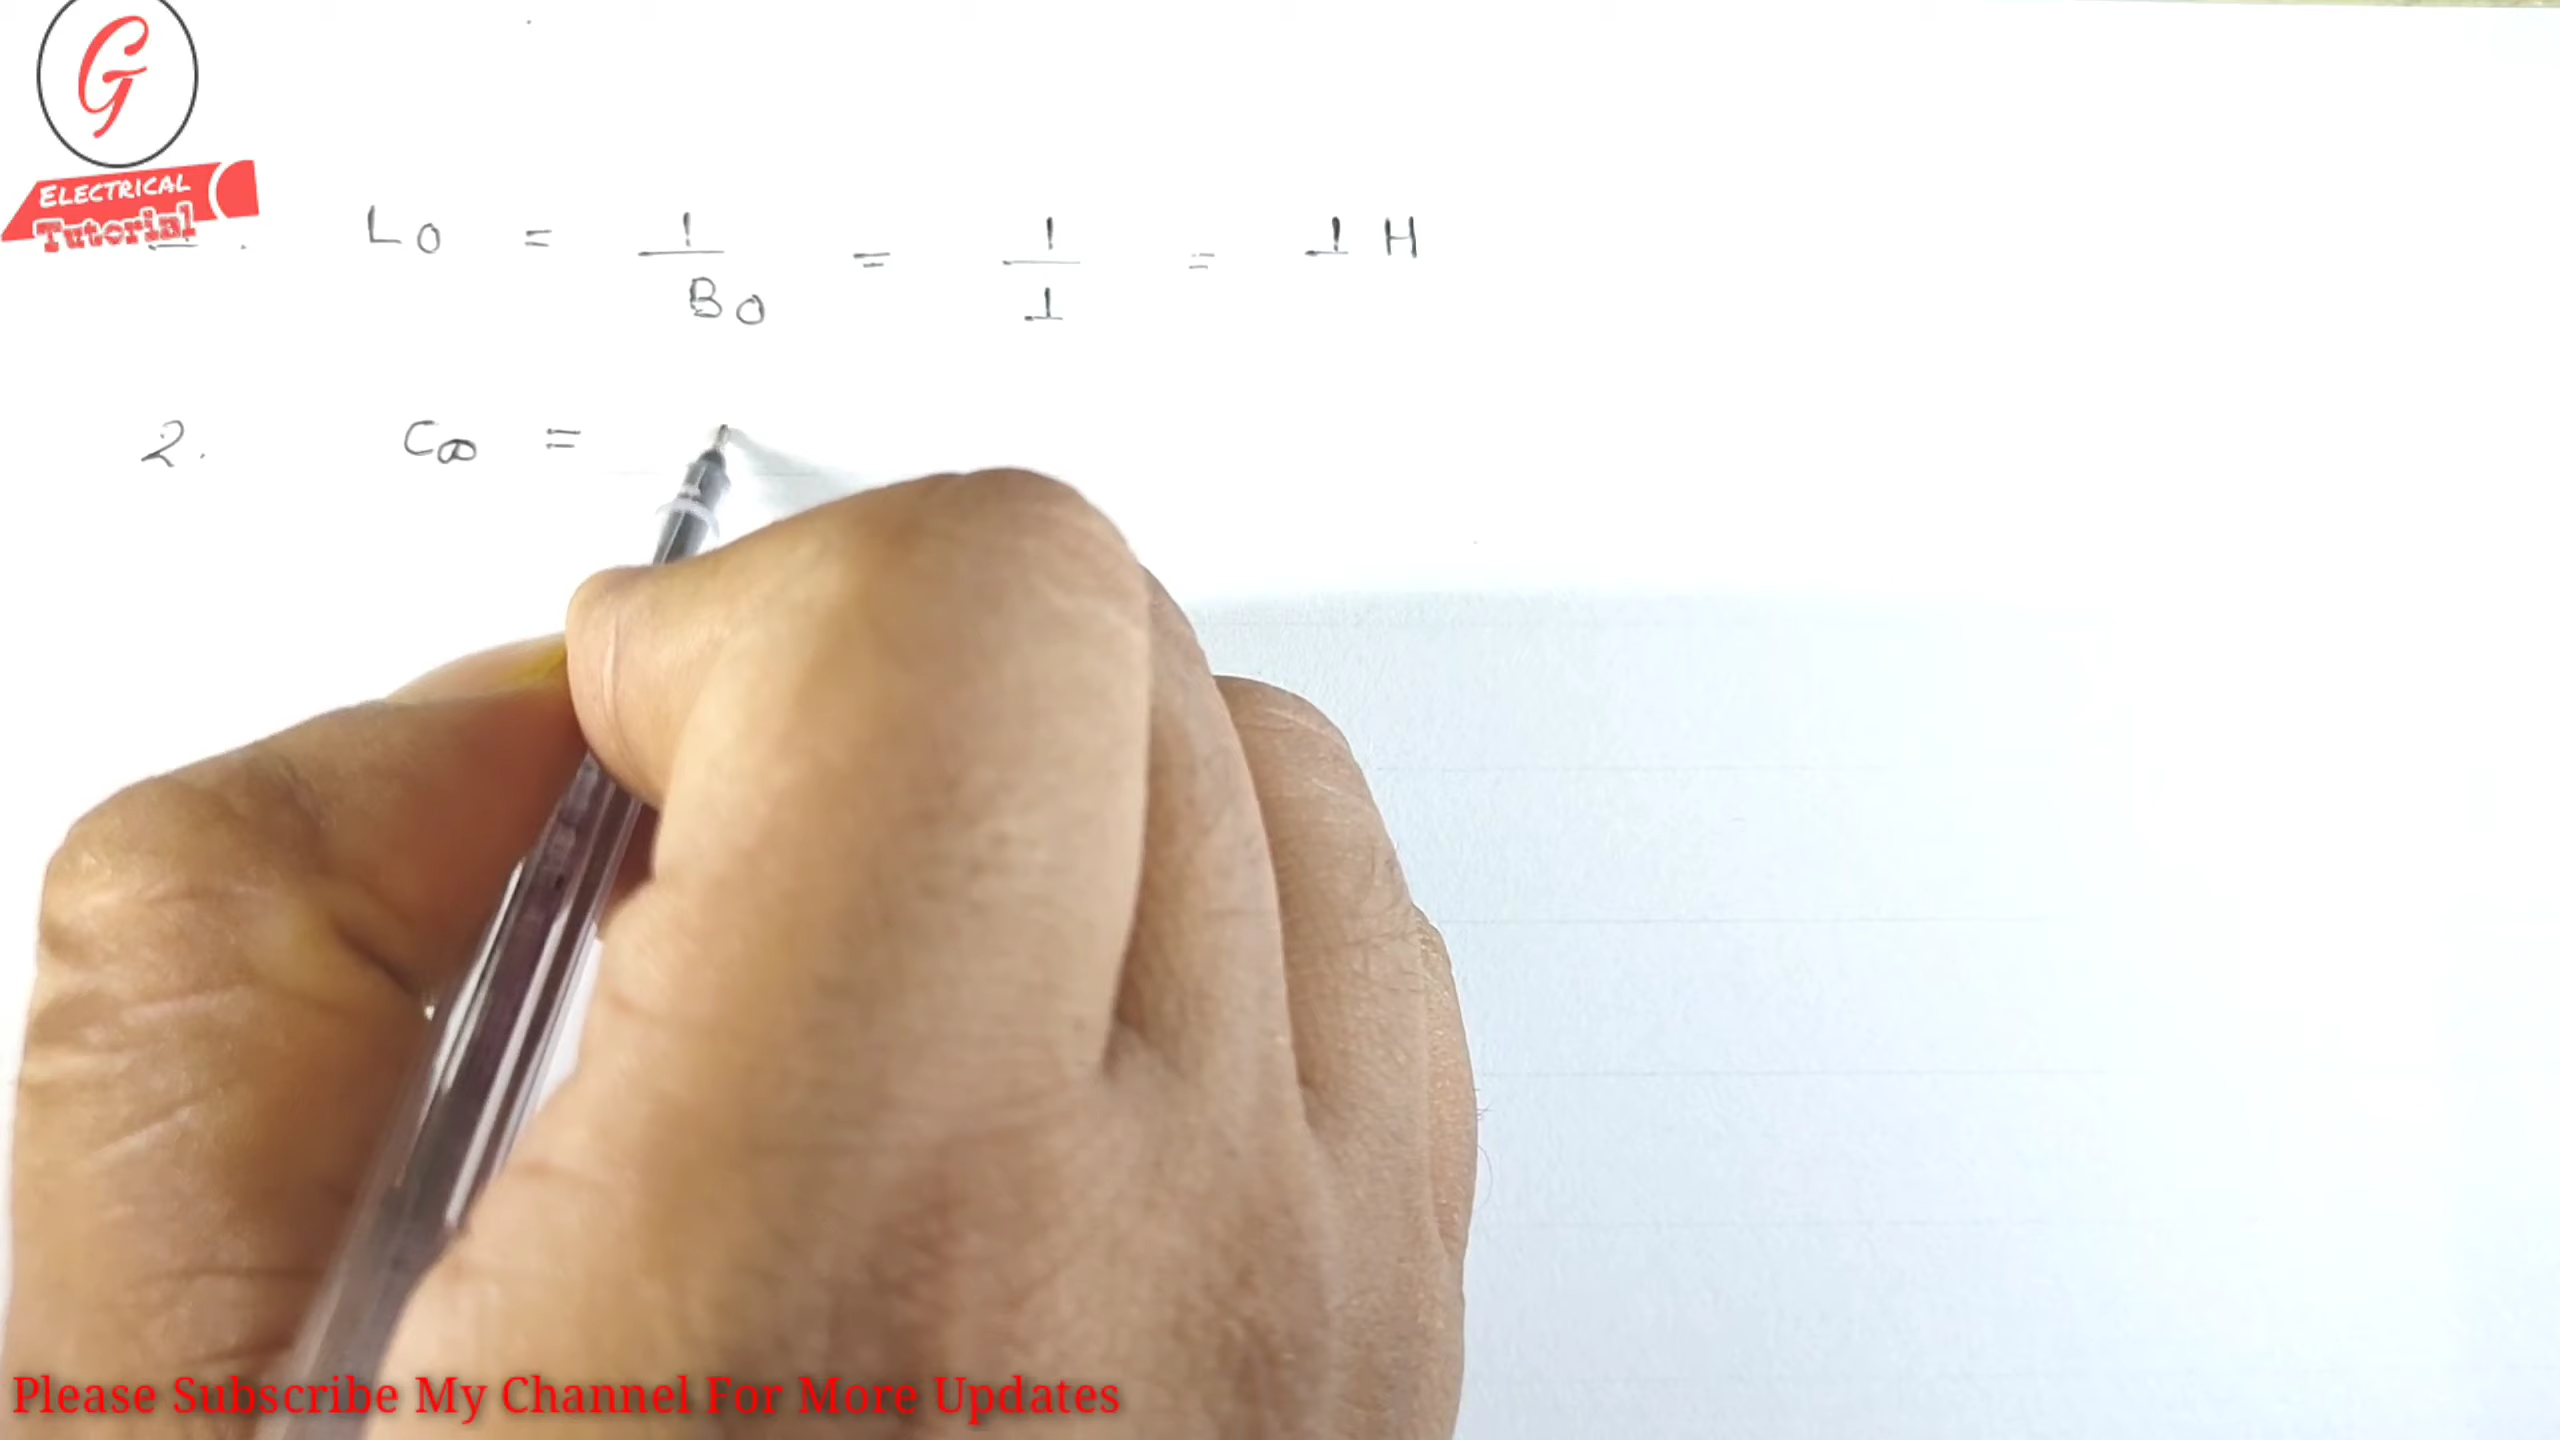 G
ELECTRICAL
Tutorial
L0 = 1/B0 = 1/1 = 1 H
2. C∞ =
Please Subscribe My Channel For More Updates